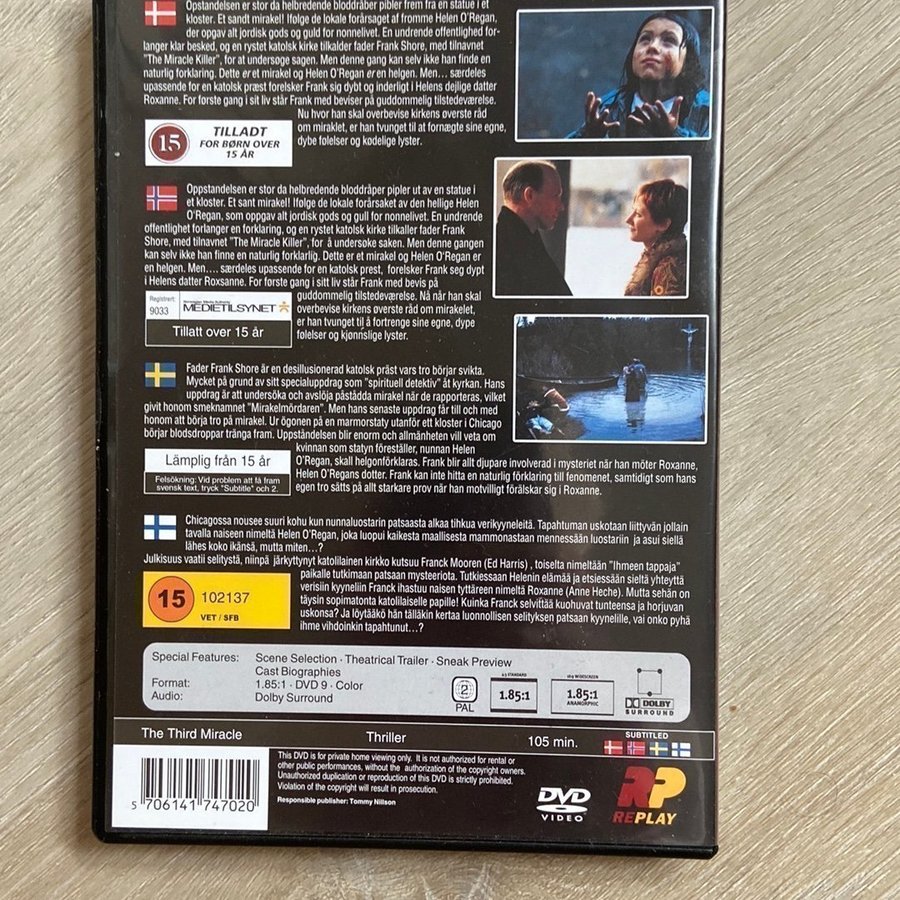 Opstandelsen er stor da helbredende bloddråber pibler frem fra en statue i et
kloster. Et sandt mirakel! Ifølge de lokale forårsaget af fromme Helen O'Regan,
der opgav alt jordisk gods og guld for nonnelivet. En undrende offentlighed for-
langer klar besked, og en rystet katolsk kirke tilkalder fader Frank Shore, med tilnavnet
"The Miracle Killer", for at undersøge sagen. Men denne gang kan selv ikke han finde en
naturlig forklaring. Dette er et mirakel og Helen O'Regan er en helgen. Men... særdeles
upassende for en katolsk præst forelsker Frank sig dybt og inderligt i Helens dejlige datter
Roxanne. For første gang i sit liv står Frank med beviser på guddommelig tilstedeværelse.
Nu hvor han skal overbevise kirkens øverste råd
om miraklet, er han tvunget til at fornægte sine egne,
dybe følelser og kødelige lyster.
15
TILLADT
FOR BØRN OVER
15 ÅR
Oppstandelsen er stor da helbredende bloddråper pipler ut av en statue i
et kloster. Et sant mirakel! Ifølge de lokale forårsaket av den hellige Helen
O'Regan, som oppgav alt jordisk gods og gull for nonnelivet. En undrende
offentlighet forlanger en forklaring, og en rystet katolsk kirke tilkaller fader Frank
Shore, med tilnavnet "The Miracle Killer", for å undersøke saken. Men denne gangen
kan selv ikke han finne en naturlig forklarlig. Dette er et mirakel og Helen O'Regan er
en helgen. Men.... særdeles upassende for en katolsk prest, forelsker Frank seg dypt
i Helens datter Roxsanne. For første gang i sitt liv står Frank med bevis på
guddommelig tilstedeværelse. Nå når han skal
overbevise kirkens øverste råd om mirakelet,
er han tvunget til å fortrenge sine egne, dype
følelser og kjønnslige lyster.
Registrert:
9033
Norwegian Media Authority
MEDIETILSYNET
Tillatt over 15 år
Fader Frank Shore är en desillusionerad katolsk präst vars tro börjar svikta.
Mycket på grund av sitt specialuppdrag som "spirituell detektiv" åt kyrkan. Hans
uppdrag är att undersöka och avslöja påstådda mirakel när de rapporteras, vilket
givit honom smeknamnet "Mirakelmördaren". Men hans senaste uppdrag får till och med
honom att börja tro på mirakel. Ur ögonen på en marmorstaty utanför ett kloster i Chicago
börjar blodsdroppar tränga fram. Uppståndelsen blir enorm och allmänheten vill veta om
kvinnan som statyn föreställer, nunnan Helen
O'Regan, skall helgonförklaras. Frank blir allt djupare involverad i mysteriet när han möter Roxanne,
Helen O'Regans dotter. Frank kan inte hitta en naturlig förklaring till fenomenet, samtidigt som hans
egen tro sätts på allt starkare prov när han motvilligt förälskar sig i Roxanne.
Lämplig från 15 år
Felsökning: Vid problem att få fram
svensk text, tryck "Subtitle" och 2.
Chicagossa nousee suuri kohu kun nunnaluostarin patsaasta alkaa tihkua verikyyneleitä. Tapahtuman uskotaan liittyvän jollain
tavalla naiseen nimeltä Helen O'Regan, joka luopui kaikesta maallisesta mammonastaan mennessään luostariin ja asui siellä
lähes koko ikänsä, mutta miten...?
Julkisuus vaatii selitystä, niinpä järkyttynyt katolilainen kirkko kutsuu Franck Mooren (Ed Harris) , toiselta nimeltään "Ihmeen tappaja"
paikalle tutkimaan patsaan mysteeriota. Tutkiessaan Helenin elämää ja etsiessään sieltä yhteyttä
verisiin kyyneliin Franck ihastuu naisen tyttäreen nimeltä Roxanne (Anne Heche). Mutta sehän on
täysin sopimatonta katolilaiselle papille! Kuinka Franck selvittää kuohuvat tunteensa ja horjuvan
uskonsa? Ja löytääkö hän tälläkin kertaa luonnollisen selityksen patsaan kyynelille, vai onko pyhä
ihme vihdoinkin tapahtunut...?
15
102137
VET / SFB
Special Features: Scene Selection · Theatrical Trailer · Sneak Preview
Cast Biographies
Format: 1.85:1 · DVD 9 · Color
Audio: Dolby Surround
2
PAL
4:3 STANDARD
1.85:1
16:9 WIDESCREEN
1.85:1
ANAMORPHIC
DOLBY
SURROUND
The Third Miracle Thriller 105 min.
SUBTITLED
5 706141 747020
This DVD is for private home viewing only. It is not authorized for rental or
other public performances, without the authorization of the copyright owners.
Unauthorized duplication or reproduction of this DVD is strictly prohibited.
Violation of the copyright will result in prosecution.
Responsible publisher: Tommy Nillson
DVD
VIDEO
RP
REPLAY